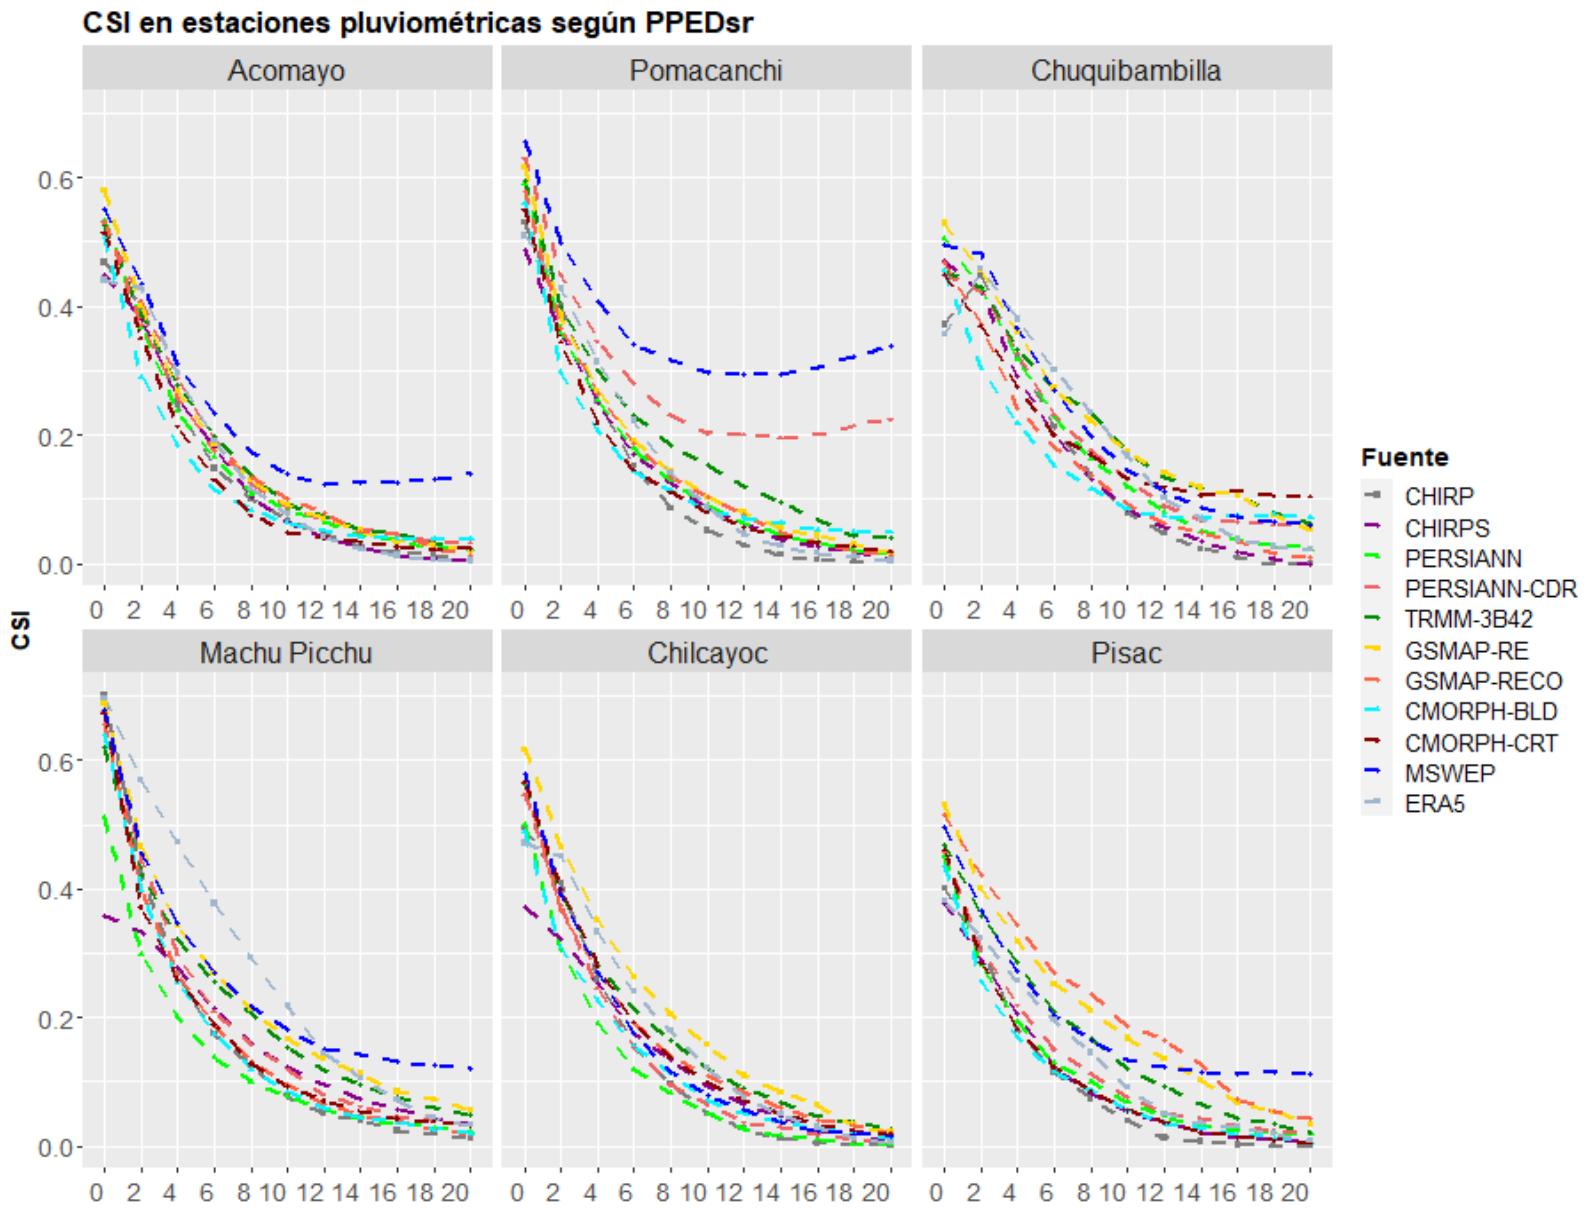 CSI en estaciones pluviométricas según PPEDsr
Acomayo
Pomacanchi
Chuquibambilla
0.6
0.4
0.2
0.0
0 2 4 6 8 10 12 14 16 18 20
0 2 4 6 8 10 12 14 16 18 20
0 2 4 6 8 10 12 14 16 18 20
CSI
Machu Picchu
Chilcayoc
Pisac
0.6
0.4
0.2
0.0
0 2 4 6 8 10 12 14 16 18 20
0 2 4 6 8 10 12 14 16 18 20
0 2 4 6 8 10 12 14 16 18 20
Fuente
CHIRP
CHIRPS
PERSIANN
PERSIANN-CDR
TRMM-3B42
GSMAP-RE
GSMAP-RECO
CMORPH-BLD
CMORPH-CRT
MSWEP
ERA5